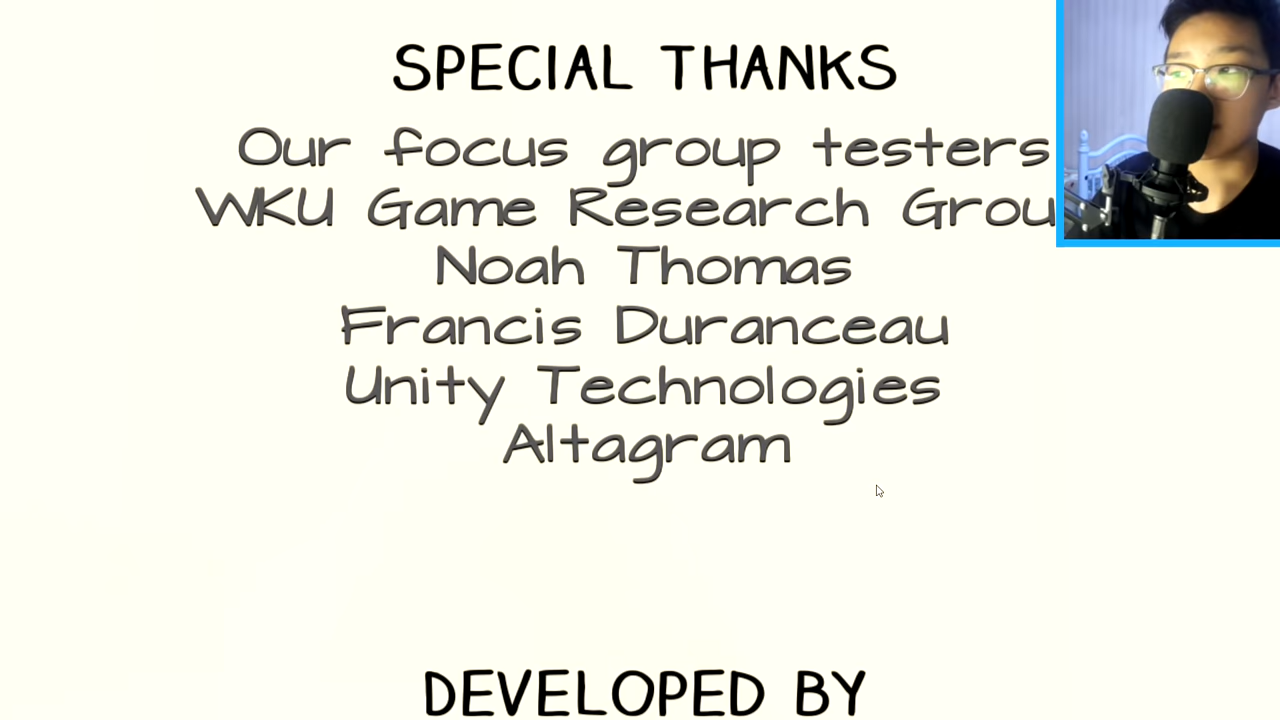 SPECIAL THANKS
Our focus group testers
WKU Game Research Grou
Noah Thomas
Francis Duranceau
Unity Technologies
Altagram
DEVELOPED BY